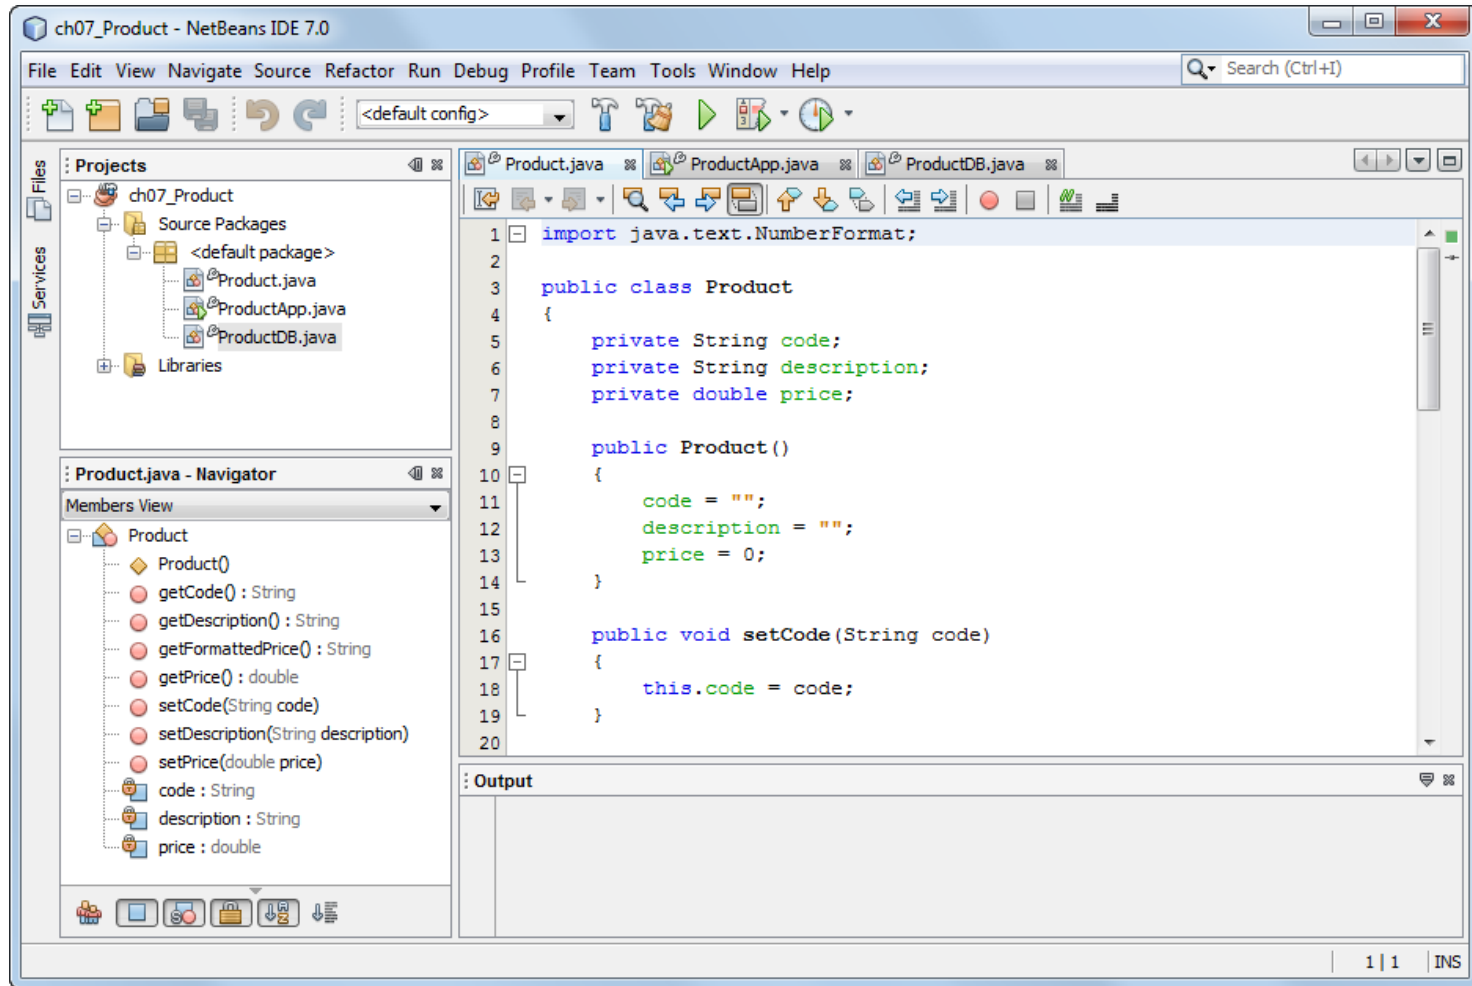 ch07_Product - NetBeans IDE 7.0
File Edit View Navigate Source Refactor Run Debug Profile Team Tools Window Help
Search (Ctrl+I)
<default config>
Files
Services
Projects
ch07_Product
Source Packages
<default package>
Product.java
ProductApp.java
ProductDB.java
Libraries
Product.java - Navigator
Members View
Product
Product()
getCode() : String
getDescription() : String
getFormattedPrice() : String
getPrice() : double
setCode(String code)
setDescription(String description)
setPrice(double price)
code : String
description : String
price : double
Product.java ProductApp.java ProductDB.java
1 import java.text.NumberFormat;
2
3 public class Product
4 {
5 private String code;
6 private String description;
7 private double price;
8
9 public Product()
10 {
11 code = "";
12 description = "";
13 price = 0;
14 }
15
16 public void setCode(String code)
17 {
18 this.code = code;
19 }
20
Output
1 | 1 INS